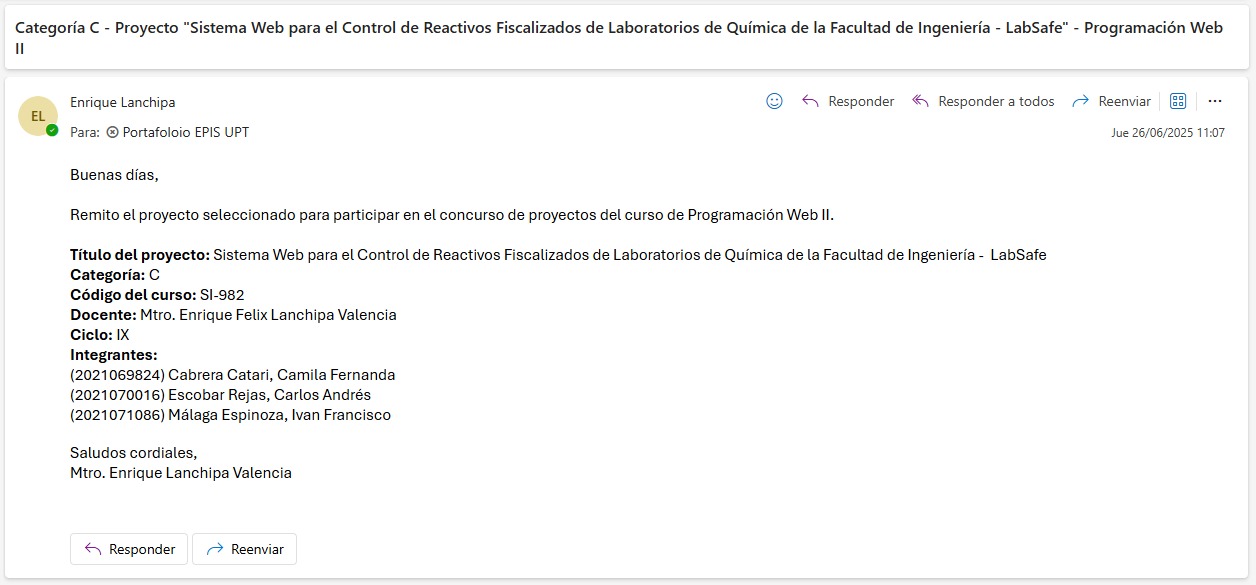 Categoría C - Proyecto "Sistema Web para el Control de Reactivos Fiscalizados de Laboratorios de Química de la Facultad de Ingeniería - LabSafe" - Programación Web
II
Enrique Lanchipa
Responder
Responder a todos
Reenviar
EL
Para: Portafoloio EPIS UPT
Jue 26/06/2025 11:07
Buenas días,
Remito el proyecto seleccionado para participar en el concurso de proyectos del curso de Programación Web II.
Título del proyecto: Sistema Web para el Control de Reactivos Fiscalizados de Laboratorios de Química de la Facultad de Ingeniería - LabSafe
Categoría: C
Código del curso: SI-982
Docente: Mtro. Enrique Felix Lanchipa Valencia
Ciclo: IX
Integrantes:
(2021069824) Cabrera Catari, Camila Fernanda
(2021070016) Escobar Rejas, Carlos Andrés
(2021071086) Málaga Espinoza, Ivan Francisco
Saludos cordiales,
Mtro. Enrique Lanchipa Valencia
Responder
Reenviar